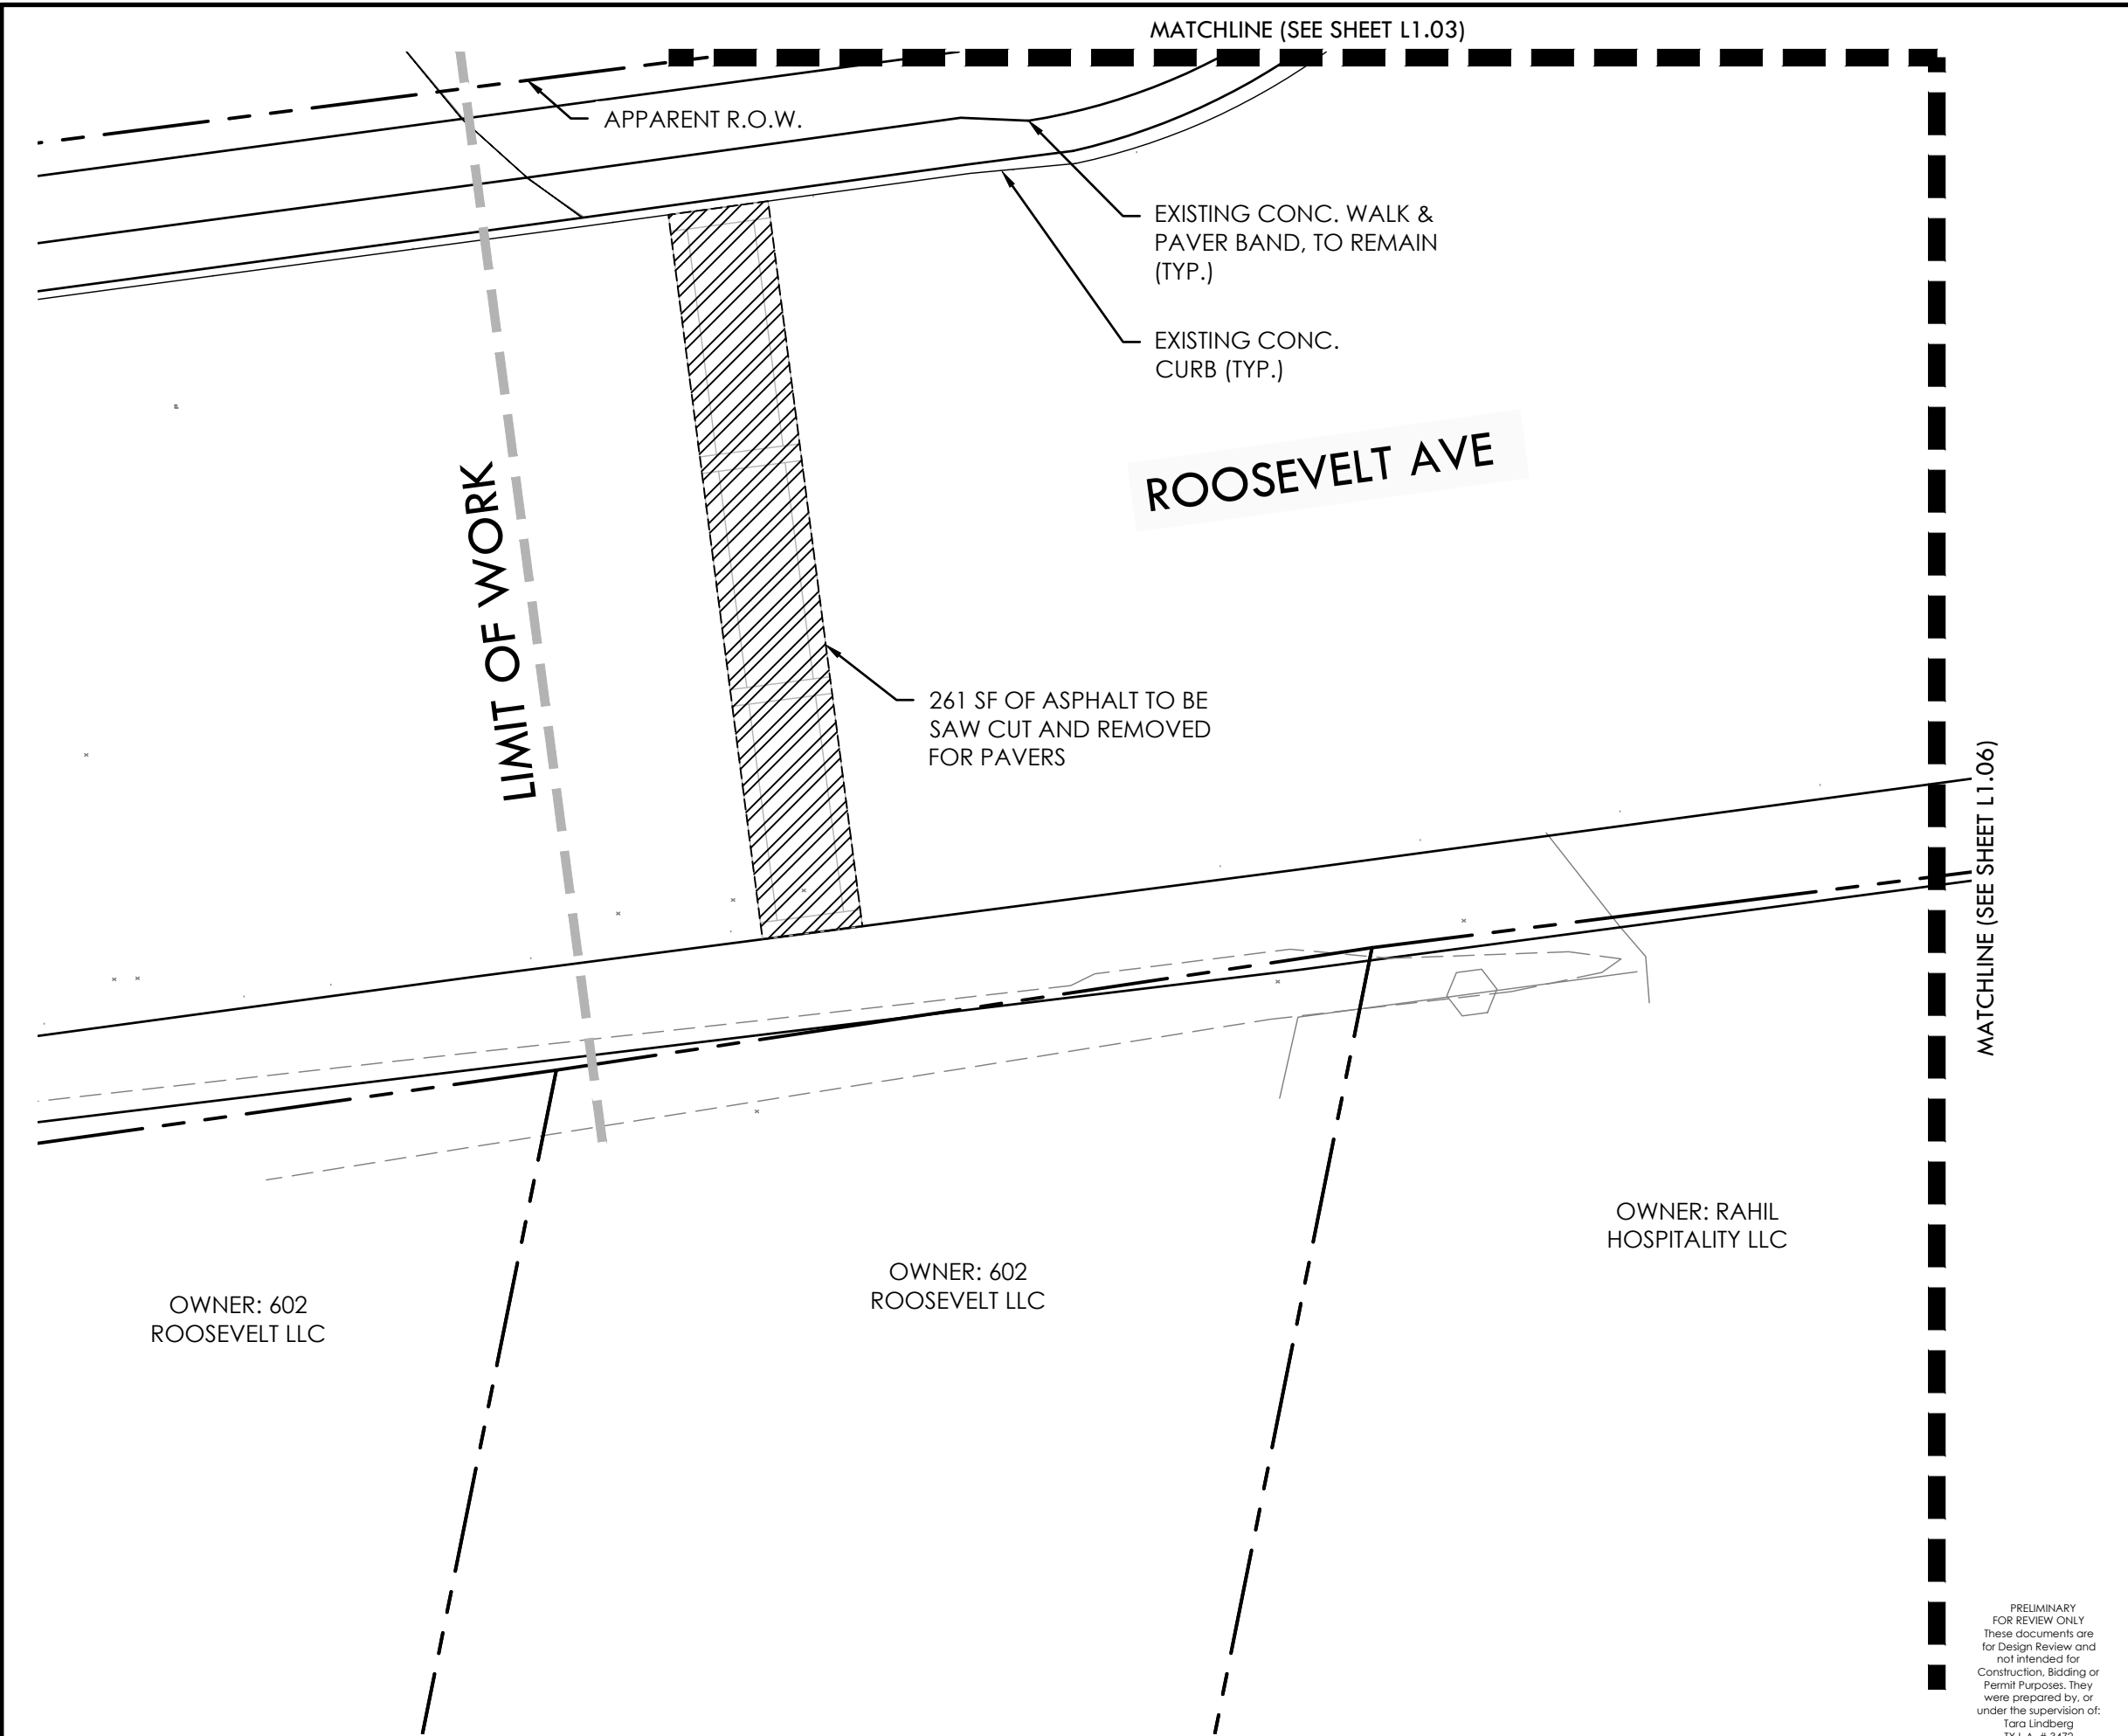 MATCHLINE (SEE SHEET L1.03)
APPARENT R.O.W.
EXISTING CONC. WALK &
PAVER BAND, TO REMAIN
(TYP.)
EXISTING CONC.
CURB (TYP.)
ROOSEVELT AVE
LIMIT OF WORK
261 SF OF ASPHALT TO BE
SAW CUT AND REMOVED
FOR PAVERS
MATCHLINE (SEE SHEET L1.06)
OWNER: RAHIL
HOSPITALITY LLC
OWNER: 602
ROOSEVELT LLC
OWNER: 602
ROOSEVELT LLC
PRELIMINARY
FOR REVIEW ONLY
These documents are
for Design Review and
not intended for
Construction, Bidding or
Permit Purposes. They
were prepared by, or
under the supervision of:
Tara Lindberg
TX L.A. # 3472